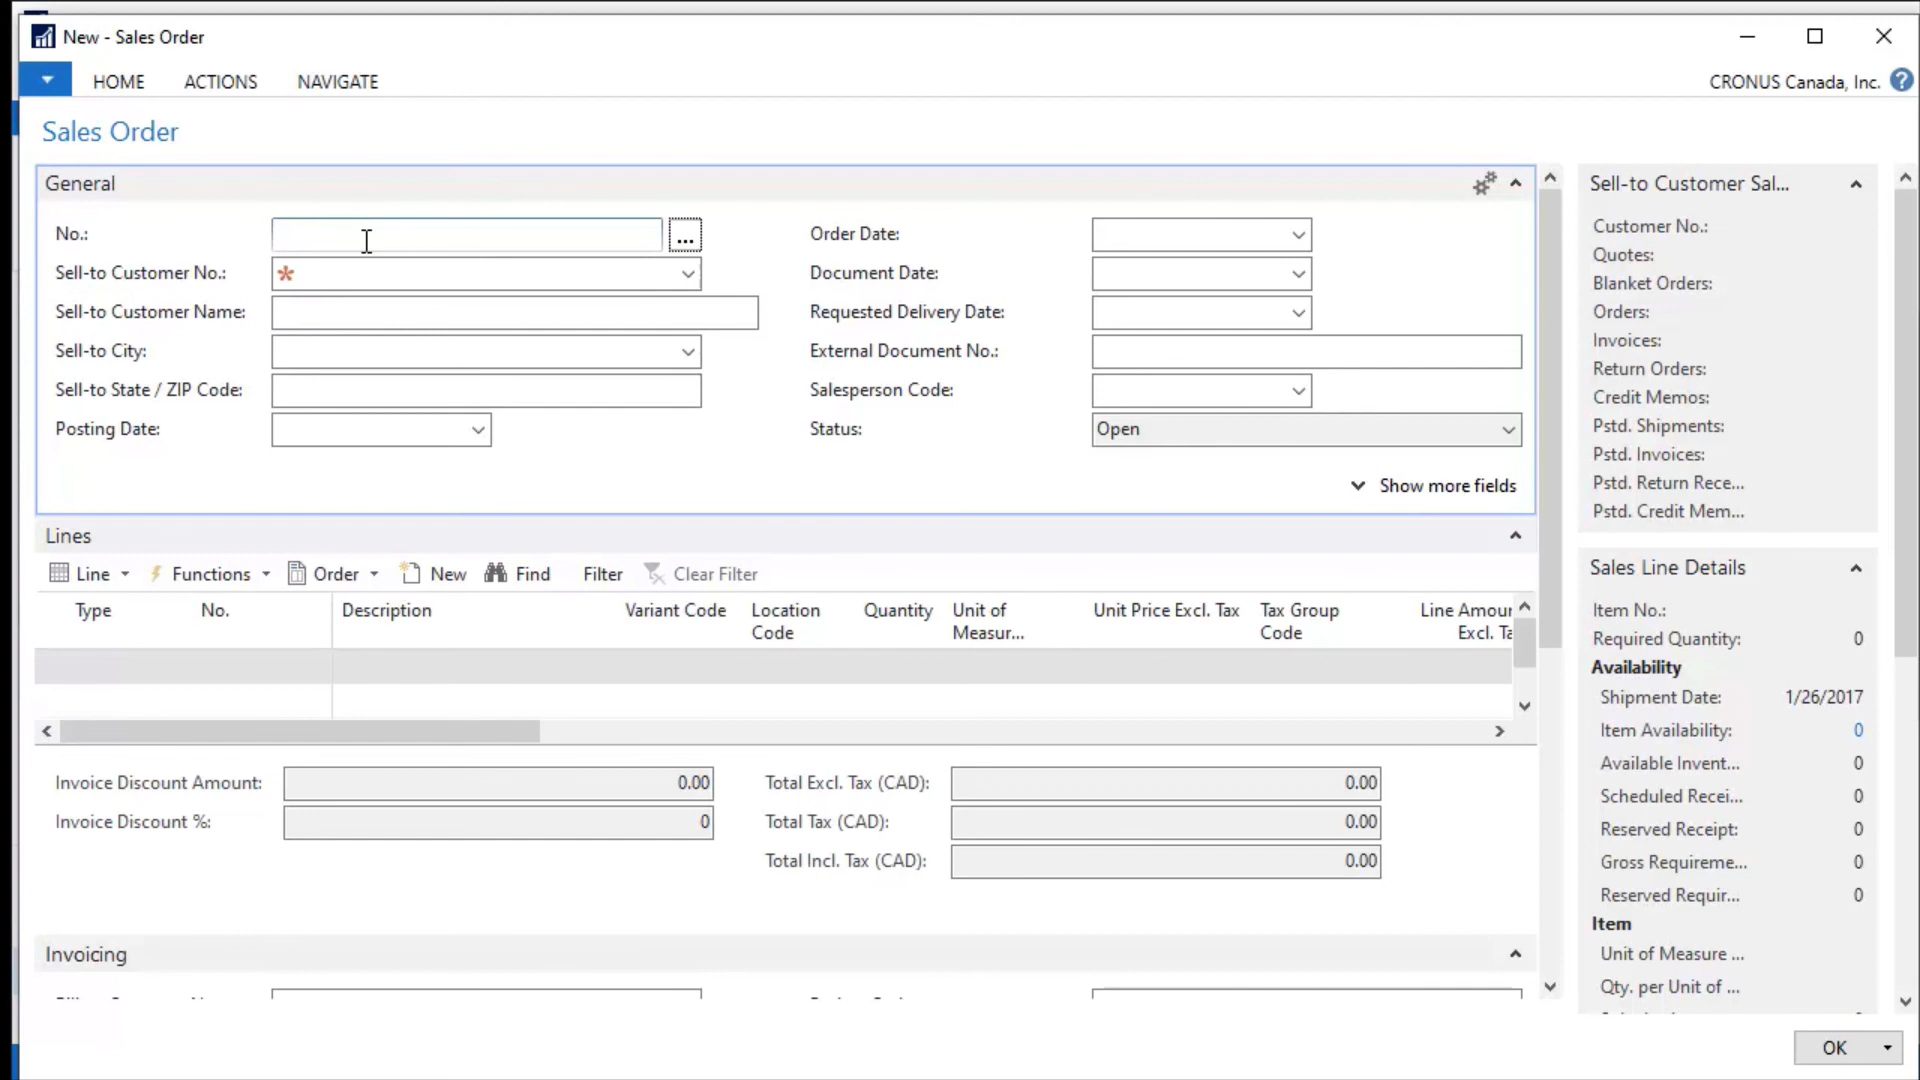 New - Sales Order
HOME ACTIONS NAVIGATE CRONUS Canada, Inc. ?
Sales Order
General
No.: ... Order Date:
Sell-to Customer No.: * Document Date:
Sell-to Customer Name: Requested Delivery Date:
Sell-to City: External Document No.:
Sell-to State / ZIP Code: Salesperson Code:
Posting Date: Status: Open
Show more fields
Lines
Line Functions Order New Find Filter Clear Filter
Type No. Description Variant Code Location Code Quantity Unit of Measur... Unit Price Excl. Tax Tax Group Code Line Amour Excl. Ta
Invoice Discount Amount: 0.00 Total Excl. Tax (CAD): 0.00
Invoice Discount %: 0 Total Tax (CAD): 0.00
Total Incl. Tax (CAD): 0.00
Invoicing
Sell-to Customer Sal...
Customer No.:
Quotes:
Blanket Orders:
Orders:
Invoices:
Return Orders:
Credit Memos:
Pstd. Shipments:
Pstd. Invoices:
Pstd. Return Rece...
Pstd. Credit Mem...
Sales Line Details
Item No.:
Required Quantity: 0
Availability
Shipment Date: 1/26/2017
Item Availability: 0
Available Invent... 0
Scheduled Recei... 0
Reserved Receipt: 0
Gross Requireme... 0
Reserved Requir... 0
Item
Unit of Measure ...
Qty. per Unit of ...
OK